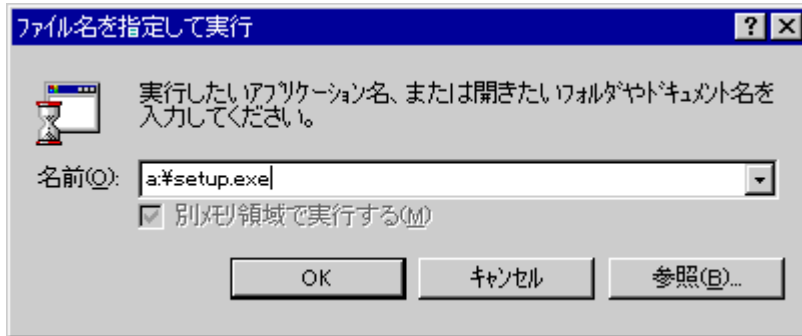 ﾌｧｲﾙ名を指定して実行
実行したいｱﾌﾟﾘｹｰｼｮﾝ名、または開きたいﾌｫﾙﾀﾞやﾄﾞｷｭﾒﾝﾄ名を
入力してください。
名前(O): a:¥setup.exe
別ﾒﾓﾘ領域で実行する(M)
OK ｷｬﾝｾﾙ 参照(B)...